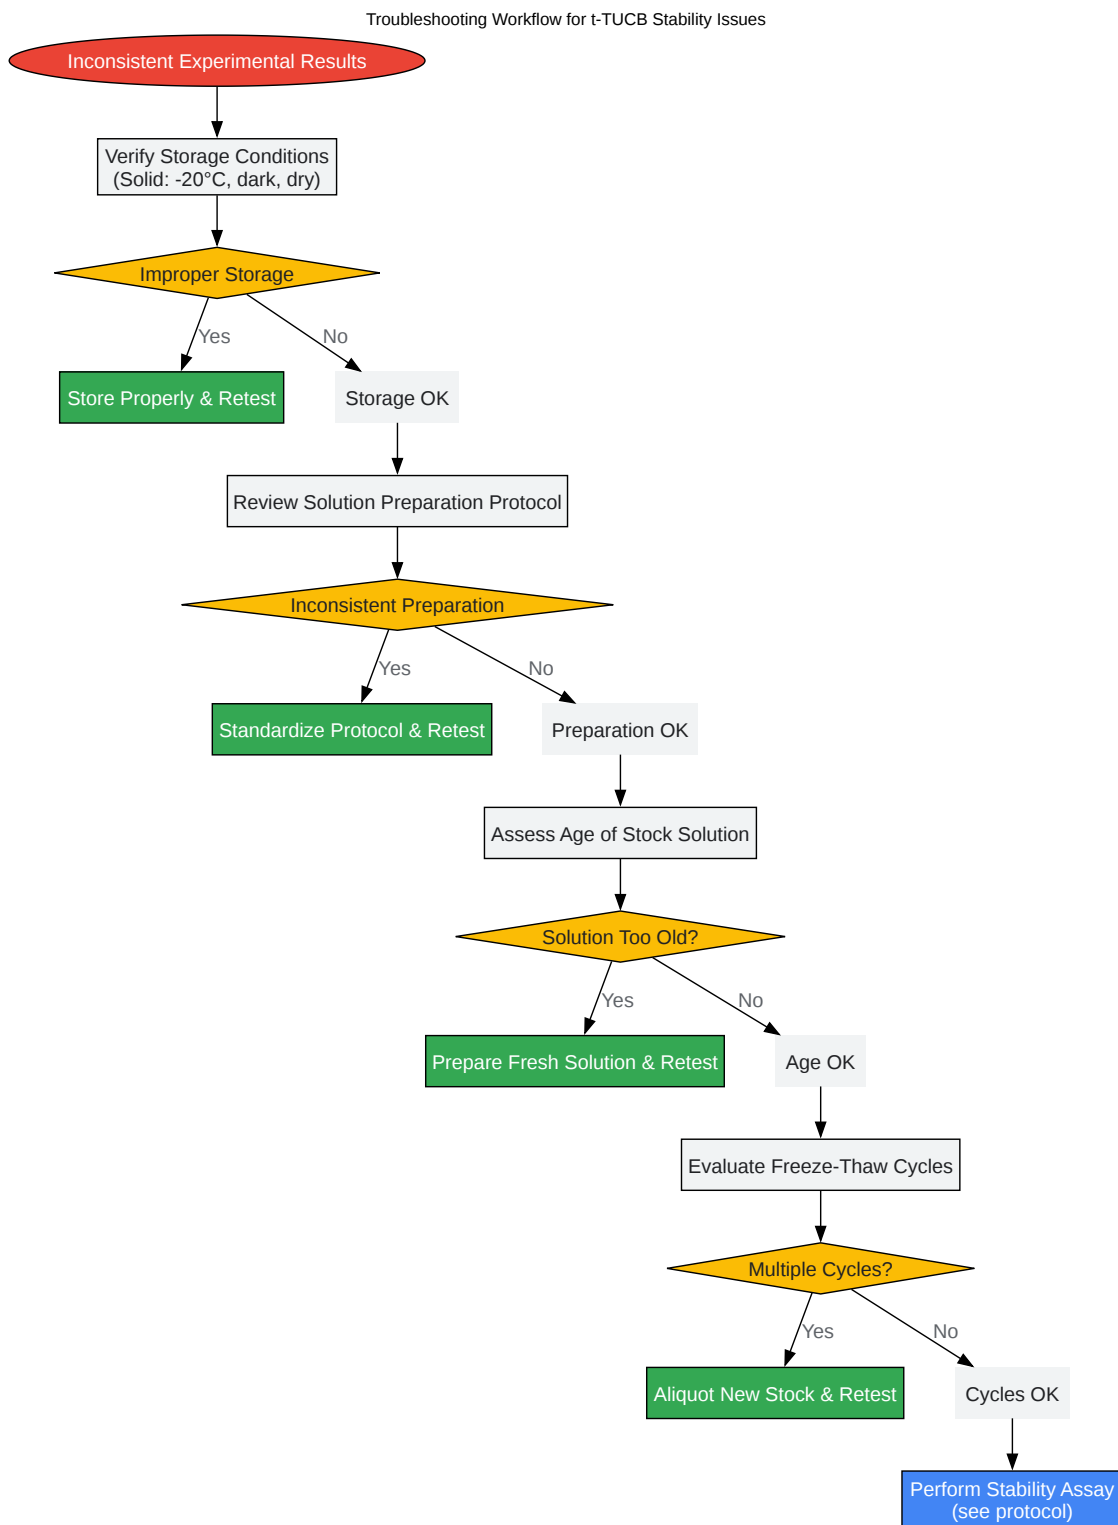 Troubleshooting Workflow for t-TUCB Stability Issues
Inconsistent Experimental Results
Verify Storage Conditions
(Solid: -20°C, dark, dry)
Improper Storage
Yes
No
Store Properly & Retest
Storage OK
Review Solution Preparation Protocol
Inconsistent Preparation
Yes
No
Standardize Protocol & Retest
Preparation OK
Assess Age of Stock Solution
Solution Too Old?
Yes
No
Prepare Fresh Solution & Retest
Age OK
Evaluate Freeze-Thaw Cycles
Multiple Cycles?
Yes
No
Aliquot New Stock & Retest
Cycles OK
Perform Stability Assay
(see protocol)